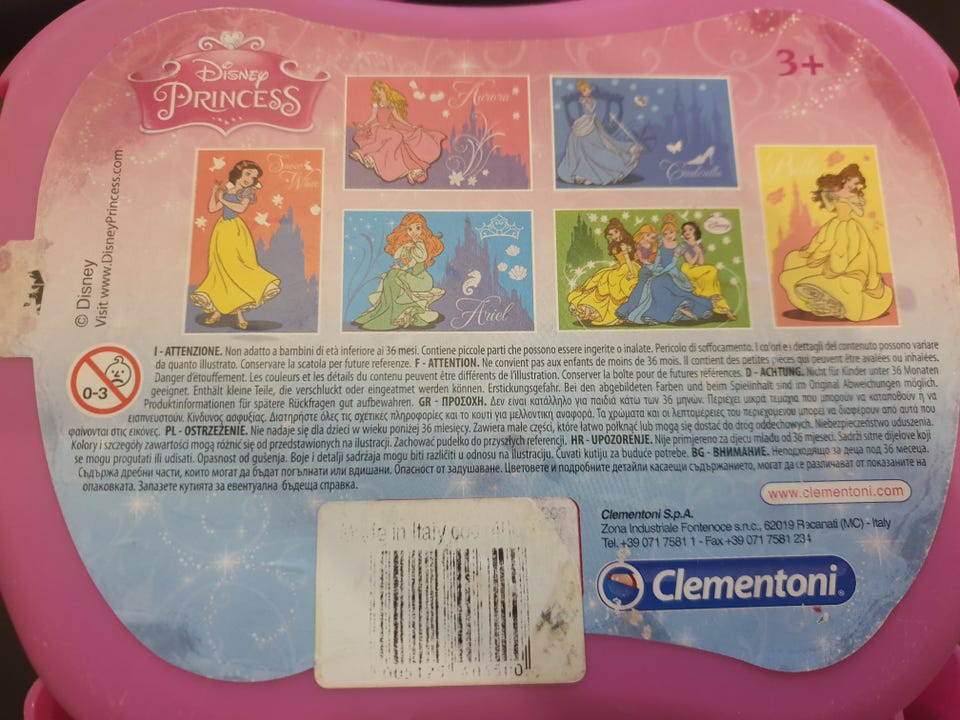 Disney
PRINCESS
3+
Aurora
Cinderella
Snow
White
Belle
Ariel
Disney
© Disney
Visit www.DisneyPrincess.com
0-3
I - ATTENZIONE. Non adatto a bambini di età inferiore ai 36 mesi. Contiene piccole parti che possono essere ingerite o inalate. Pericolo di soffocamento. I colori e i dettagli del contenuto possono variare
da quanto illustrato. Conservare la scatola per future referenze. F - ATTENTION. Ne convient pas aux enfants de moins de 36 mois. Il contient des petites pièces qui peuvent être avalées ou inhalées.
Danger d'étouffement. Les couleurs et les détails du contenu peuvent être différents de l'illustration. Conserver la boîte pour de futures références. D - ACHTUNG. Nicht für Kinder unter 36 Monaten
geeignet. Enthält kleine Teile, die verschluckt oder eingeatmet werden können. Erstickungsgefahr. Bei den abgebildeten Farben und beim Spielinhalt sind im Original Abweichungen möglich.
Produktinformationen für spätere Rückfragen gut aufbewahren. GR - ΠΡΟΣΟΧΗ. Δεν είναι κατάλληλο για παιδιά κάτω των 36 μηνών. Περιέχει μικρά τεμάχια που μπορούν να καταποθούν ή να
εισπνευστούν. Κίνδυνος ασφυξίας. Διατηρήστε όλες τις σχετικές πληροφορίες και το κουτί για μελλοντική αναφορά. Τα χρώματα και οι λεπτομέρειες του περιεχομένου μπορεί να διαφέρουν από αυτά που
φαίνονται στις εικόνες. PL - OSTRZEŻENIE. Nie nadaje się dla dzieci w wieku poniżej 36 miesięcy. Zawiera małe części, które łatwo połknąć lub mogą się dostać do dróg oddechowych. Niebezpieczeństwo uduszenia.
Kolory i szczegóły zawartości mogą różnić się od przedstawionych na ilustracji. Zachować pudełko do przyszłych referencji. HR - UPOZORENJE. Nije primjereno za djecu mlađu od 36 mjeseci. Sadrži sitne dijelove koji
se mogu progutati ili udisati. Opasnost od gušenja. Boje i detalji sadržaja mogu biti različiti u odnosu na ilustraciju. Čuvati kutiju za buduće potrebe. BG - ВНИМАНИЕ. Неподходящо за деца под 36 месеца.
Съдържа дребни части, които могат да бъдат погълнати или вдишани. Опасност от задушаване. Цветовете и подробните детайли касаещи съдържанието, могат да се различават от показаните на
опаковката. Запазете кутията за евентуална бъдеща справка.
www.clementoni.com
Clementoni S.p.A.
Zona Industriale Fontenoce s.n.c., 62019 Recanati (MC) - Italy
Tel. +39 071 7581 1 - Fax +39 071 7581 234
Clementoni
Made in Italy